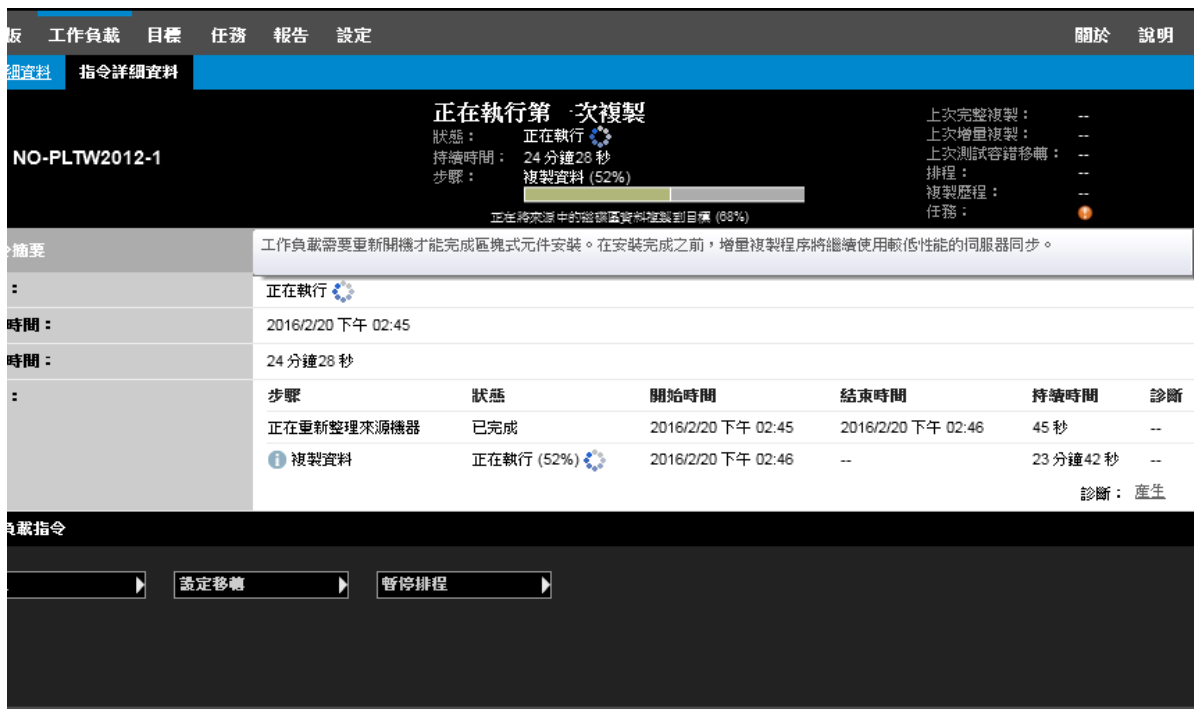 版 工作負載 目標 任務 報告 設定 關於 說明
細資料 指令詳細資料
正在執行第一次複製
NO-PLTW2012-1
狀態： 正在執行
持續時間： 24 分鐘28 秒
步驟： 複製資料 (52%)
正在將來源中的磁碟區資料複製到目標 (68%)
上次完整複製： --
上次增量複製： --
上次測試容錯移轉： --
排程： --
複製歷程： --
任務：
簡要
工作負載需要重新開機才能完成區塊式元件安裝。在安裝完成之前，增量複製程序將繼續使用較低性能的伺服器同步。
： 正在執行
時間： 2016/2/20 下午 02:45
時間： 24 分鐘28 秒
： 步驟 狀態 開始時間 結束時間 持續時間 診斷
正在重新整理來源機器 已完成 2016/2/20 下午 02:45 2016/2/20 下午 02:46 45 秒 --
複製資料 正在執行 (52%) 2016/2/20 下午 02:46 -- 23 分鐘42 秒 --
診斷： 產生
負載指令
設定移轉 暫停排程